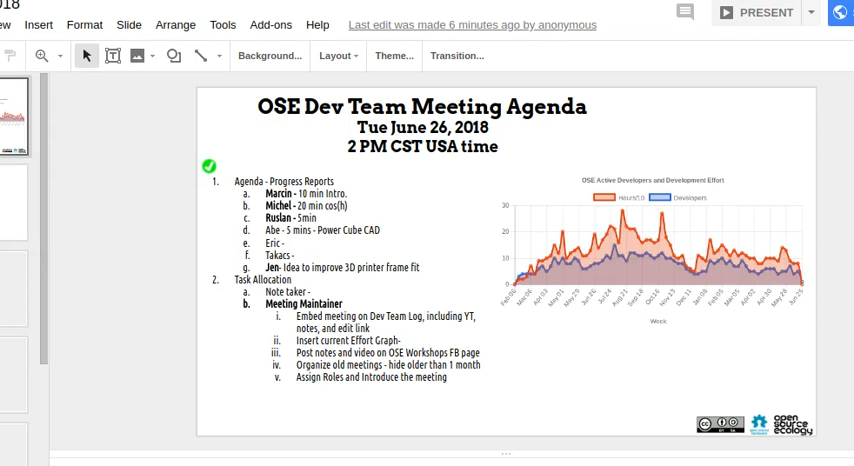 018
ew Insert Format Slide Arrange Tools Add-ons Help Last edit was made 6 minutes ago by anonymous
PRESENT
Background... Layout Theme... Transition...
OSE Dev Team Meeting Agenda
Tue June 26, 2018
2 PM CST USA time
1. Agenda - Progress Reports
a. Marcin - 10 min Intro.
b. Michel - 20 min cos(h)
c. Ruslan - 5min
d. Abe - 5 mins - Power Cube CAD
e. Eric -
f. Takacs -
g. Jen- Idea to improve 3D printer frame fit
2. Task Allocation
a. Note taker -
b. Meeting Maintainer
i. Embed meeting on Dev Team Log, including YT,
notes, and edit link
ii. Insert current Effort Graph-
iii. Post notes and video on OSE Workshops FB page
iv. Organize old meetings - hide older than 1 month
v. Assign Roles and Introduce the meeting
OSE Active Developers and Development Effort
Hours/10 Developers
30
20
10
0
Week
cc
BY SA
open
source
ecology